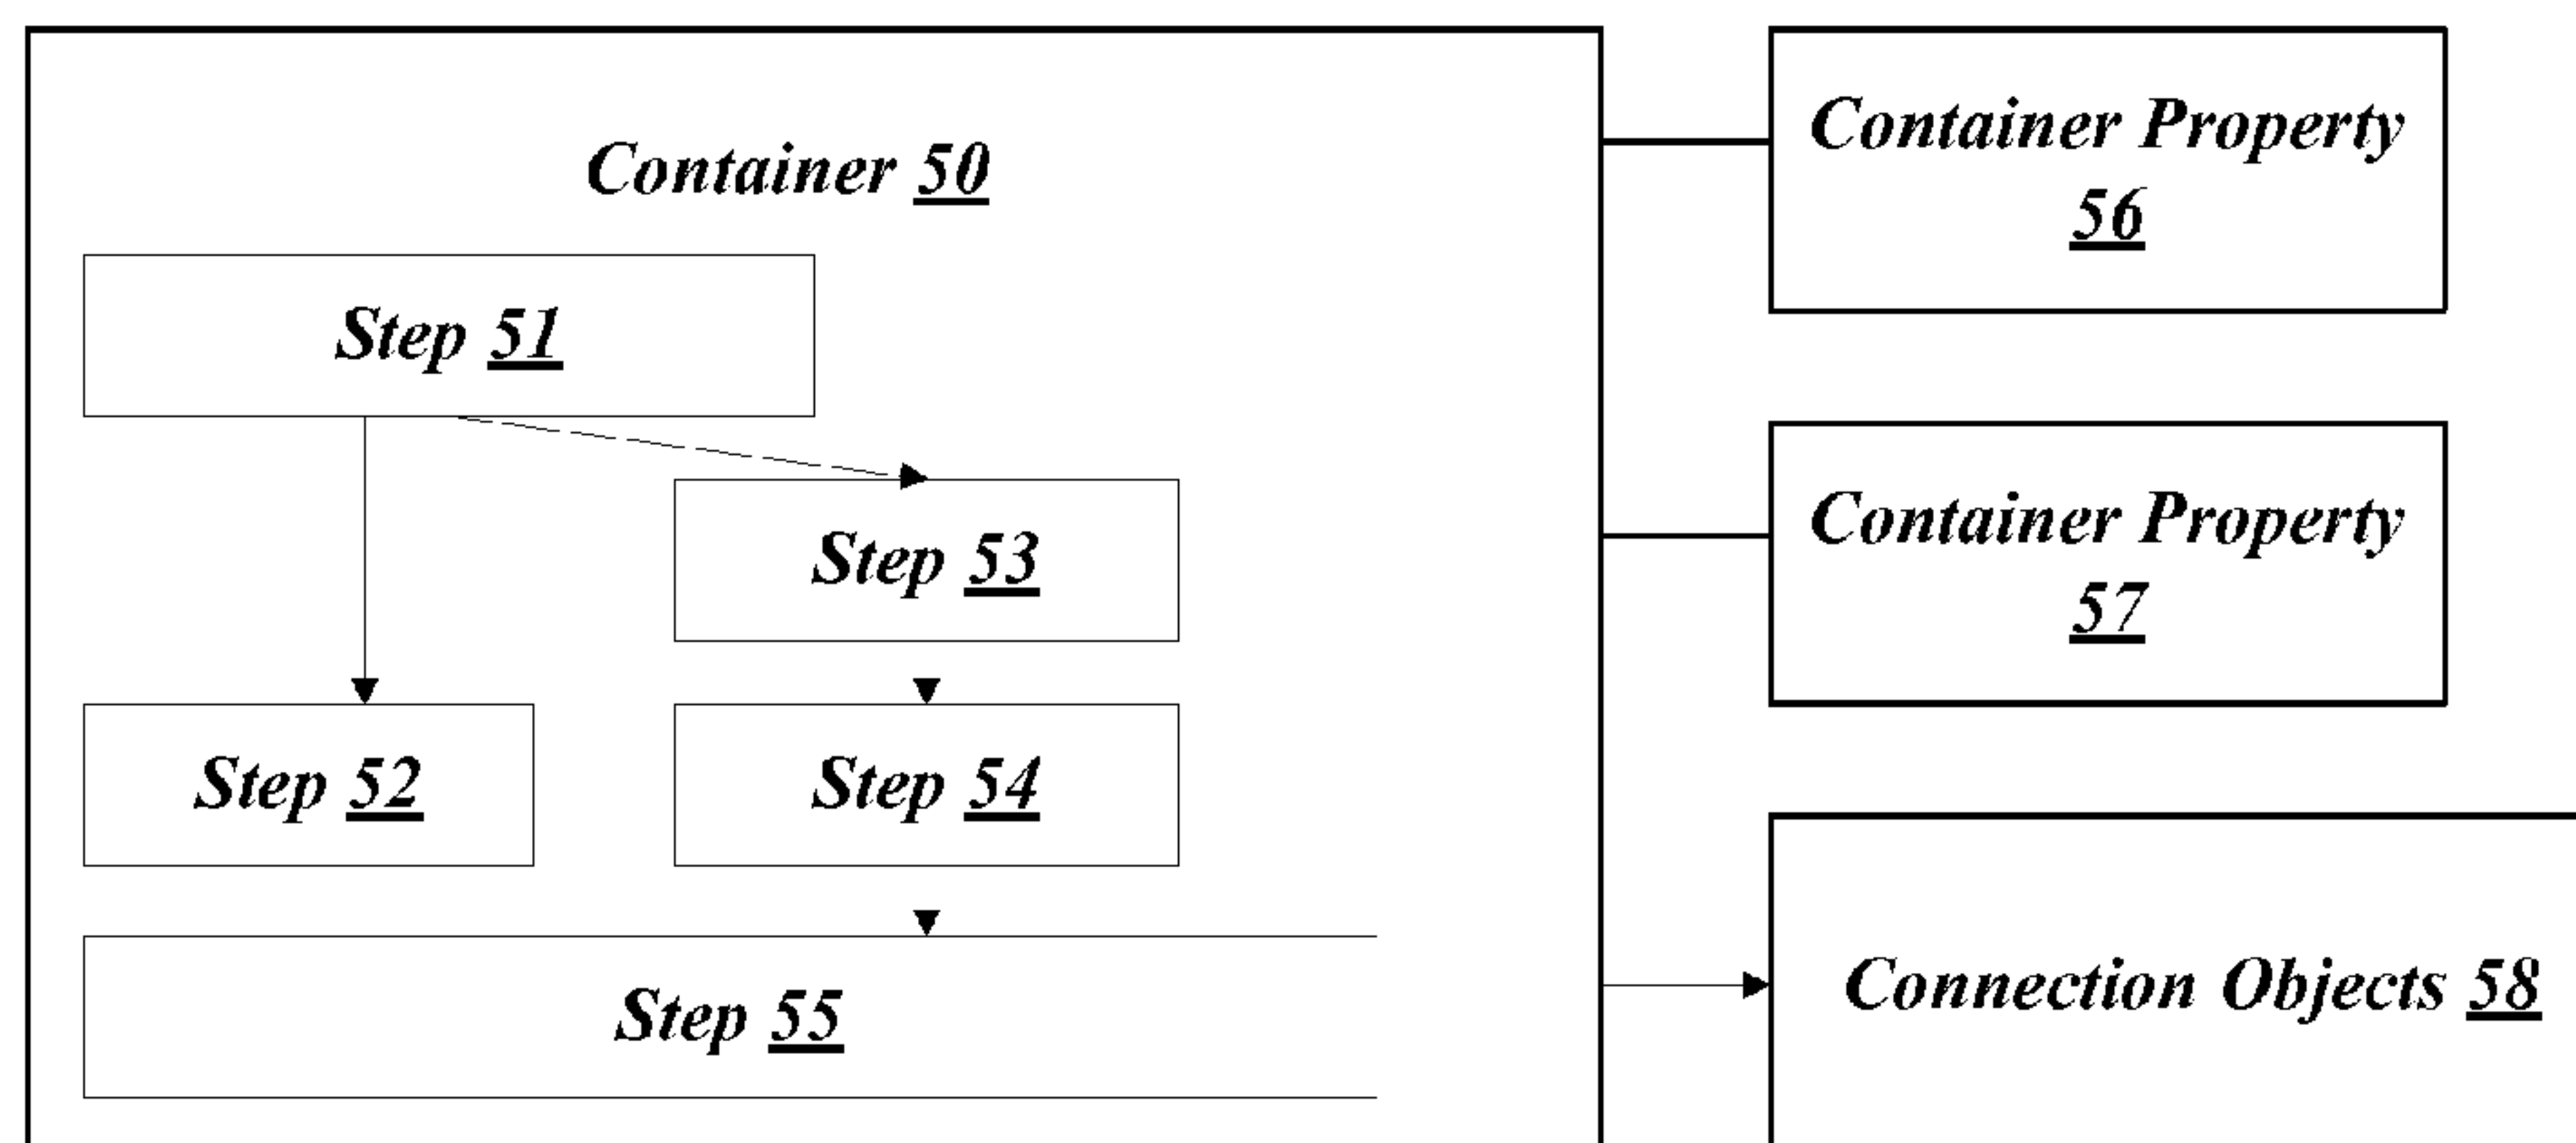 Container 50
Step 51
Step 53
Step 52
Step 54
Step 55
Container Property
56
Container Property
57
Connection Objects 58